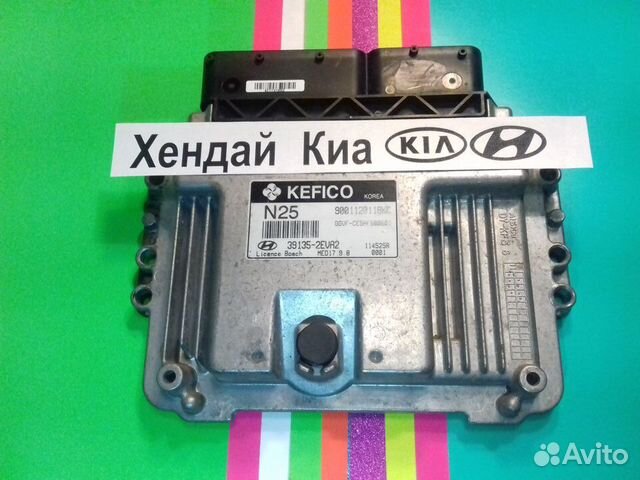 Хендай Киа KIA
KEFICO
KOREA
N25
9001120118KC
39135-2EVA2
114525R
Licence Bosch MED17.9.8 0001
Avito